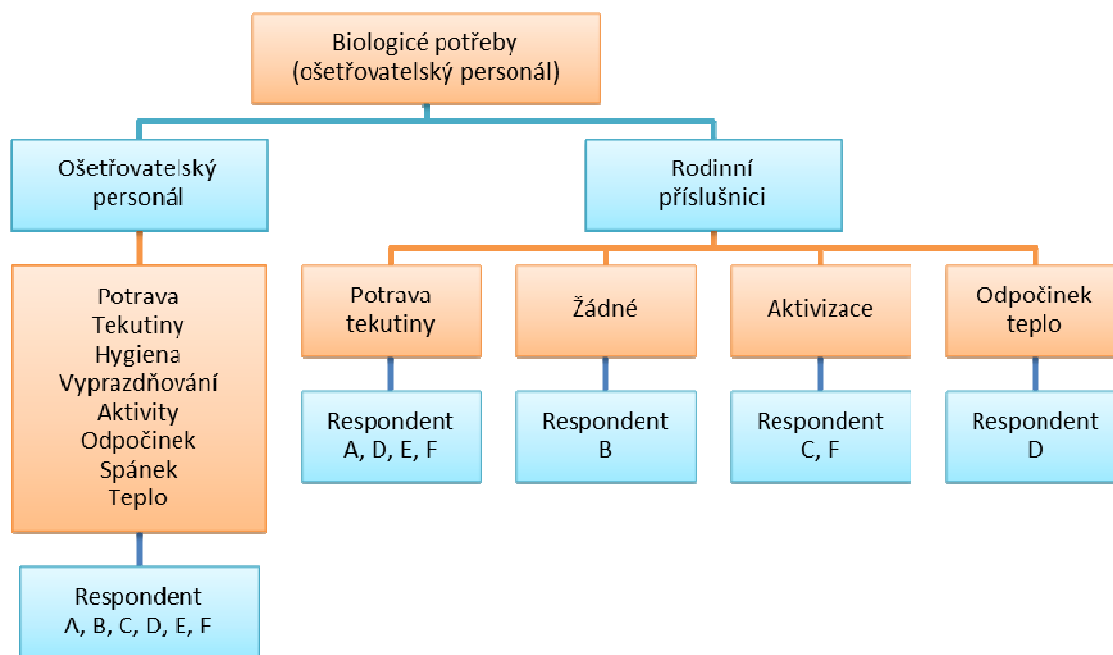 Biologicé potřeby
(ošetřovatelský personál)
Ošetřovatelský
personál
Rodinní
příslušnici
Potrava
Tekutiny
Hygiena
Vyprazdňování
Aktivity
Odpočinek
Spánek
Teplo
Respondent
A, B, C, D, E, F
Potrava
tekutiny
Žádné
Aktivizace
Odpočinek
teplo
Respondent
A, D, E, F
Respondent
B
Respondent
C, F
Respondent
D